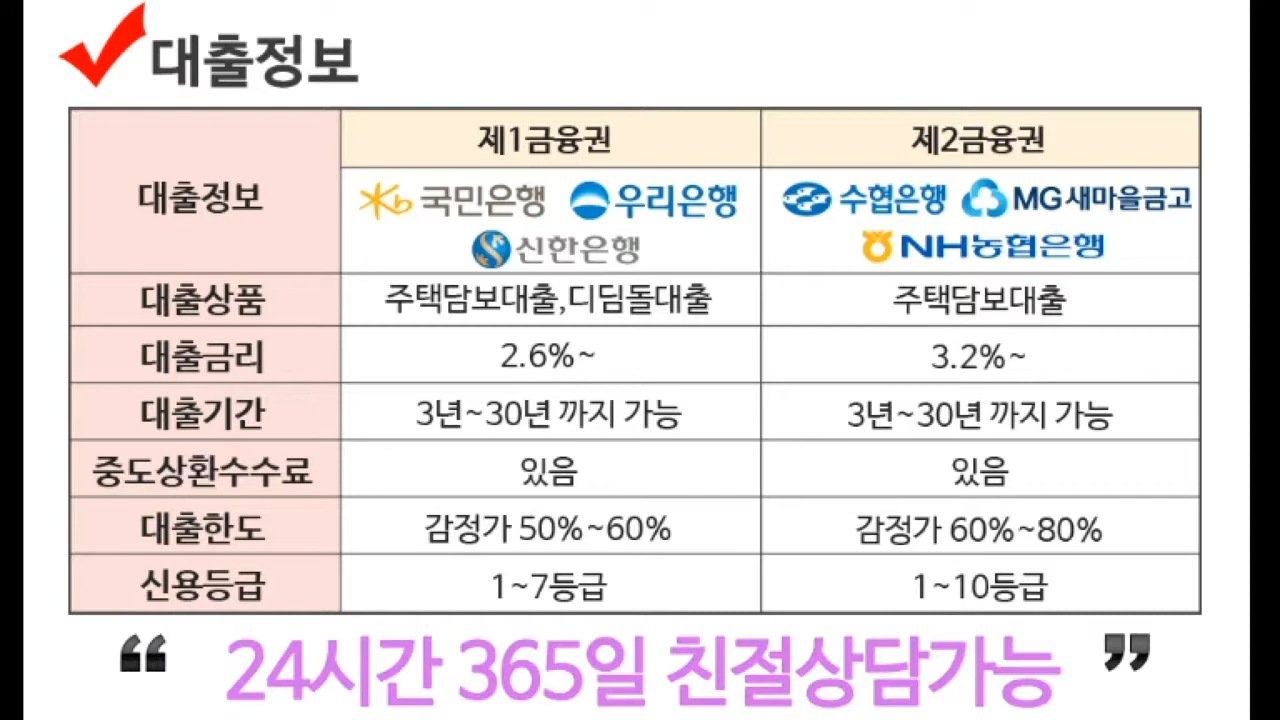 대출정보
대출정보
제1금융권
제2금융권
Kb 국민은행 우리은행
신한은행
수협은행 MG새마을금고
NH농협은행
대출상품
주택담보대출,디딤돌대출
주택담보대출
대출금리
2.6%~
3.2%~
대출기간
3년~30년 까지 가능
3년~30년 까지 가능
중도상환수수료
있음
있음
대출한도
감정가 50%~60%
감정가 60%~80%
신용등급
1~7등급
1~10등급
“ 24시간 365일 친절상담가능 ”